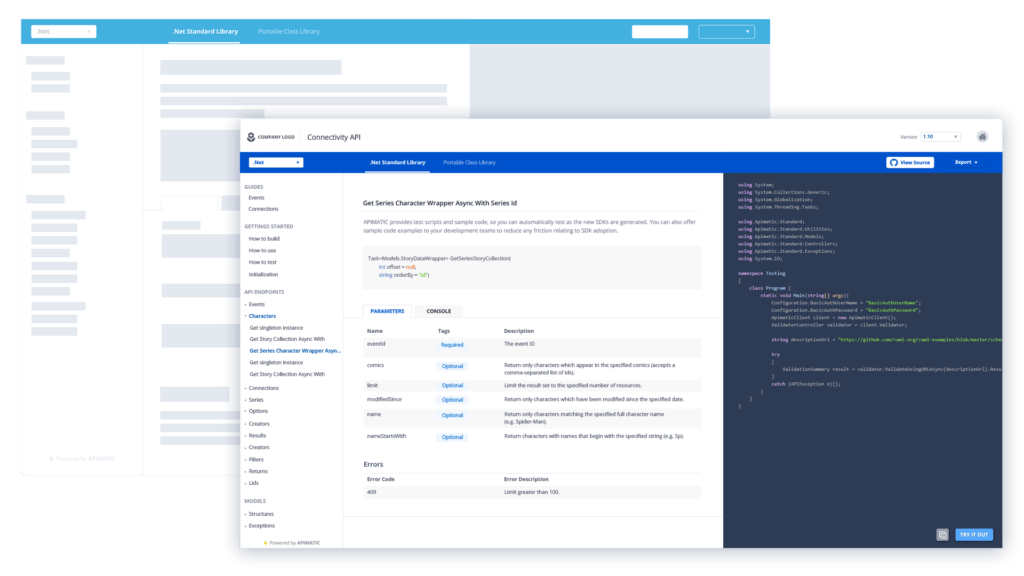 .Net
.Net Standard Library
Portable Class Library
Powered by APIMATIC
COMPANY LOGO
Connectivity API
Version
1.10
.Net
.Net Standard Library
Portable Class Library
View Source
Export
GUIDES
Events
Connections
GETTINGS STARTED
How to build
How to use
How to test
Initialization
API ENDPOINTS
Events
Characters
Get singleton instance
Get Story Collection Async With
Get Series Character Wrapper Asyn...
Get singleton instance
Get Story Collection Async With
Connections
Series
Options
Creators
Results
Creators
Filters
Returns
Lids
MODELS
Structures
Exceptions
Powered by APIMATIC
Get Series Character Wrapper Async With Series Id
APIMATIC provides test scripts and sample code, so you can automatically test as the new SDKs are generated. You can also offer
sample code examples to your development teams to reduce any friction relating to SDK adoption.
Task<Models.StoryDataWrapper> GetSeriesStoryCollection(
int offset = null,
string orderBy = "id")
PARAMETERS
CONSOLE
Name Tags Description
eventId Required The event ID
comics Optional Return only characters which appear in the specified comics (accepts a
comma-separated list of ids).
limit Optional Limit the result set to the specified number of resources.
modifiedSince Optional Return only characters which have been modified since the specified date.
name Optional Return only characters matching the specified full character name
(e.g. Spider-Man).
nameStartsWith Optional Return characters with names that begin with the specified string (e.g. Sp).
Errors
Error Code Error Description
409 Limit greater than 100.
using System;
using System.Collections.Generic;
using System.Globalization;
using System.Threading.Tasks;
using Apimatic.Standard;
using Apimatic.Standard.Utilities;
using Apimatic.Standard.Models;
using Apimatic.Standard.Controllers;
using Apimatic.Standard.Exceptions;
using System.IO;
namespace Testing
{
class Program {
static void Main(string[] args){
Configuration.BasicAuthUserName = "BasicAuthUserName";
Configuration.BasicAuthPassword = "BasicAuthPassword";
ApimaticClient client = new ApimaticClient();
ValidatorController validator = client.Validator;
string descriptionUrl = "https://github.com/raml-org/raml-examples/blob/master/
try
{
ValidationSummary result = validator.ValidateUsingURLAsync(descriptionUrl).
}
catch (APIException e){};
}
}
}
TRY IT OUT